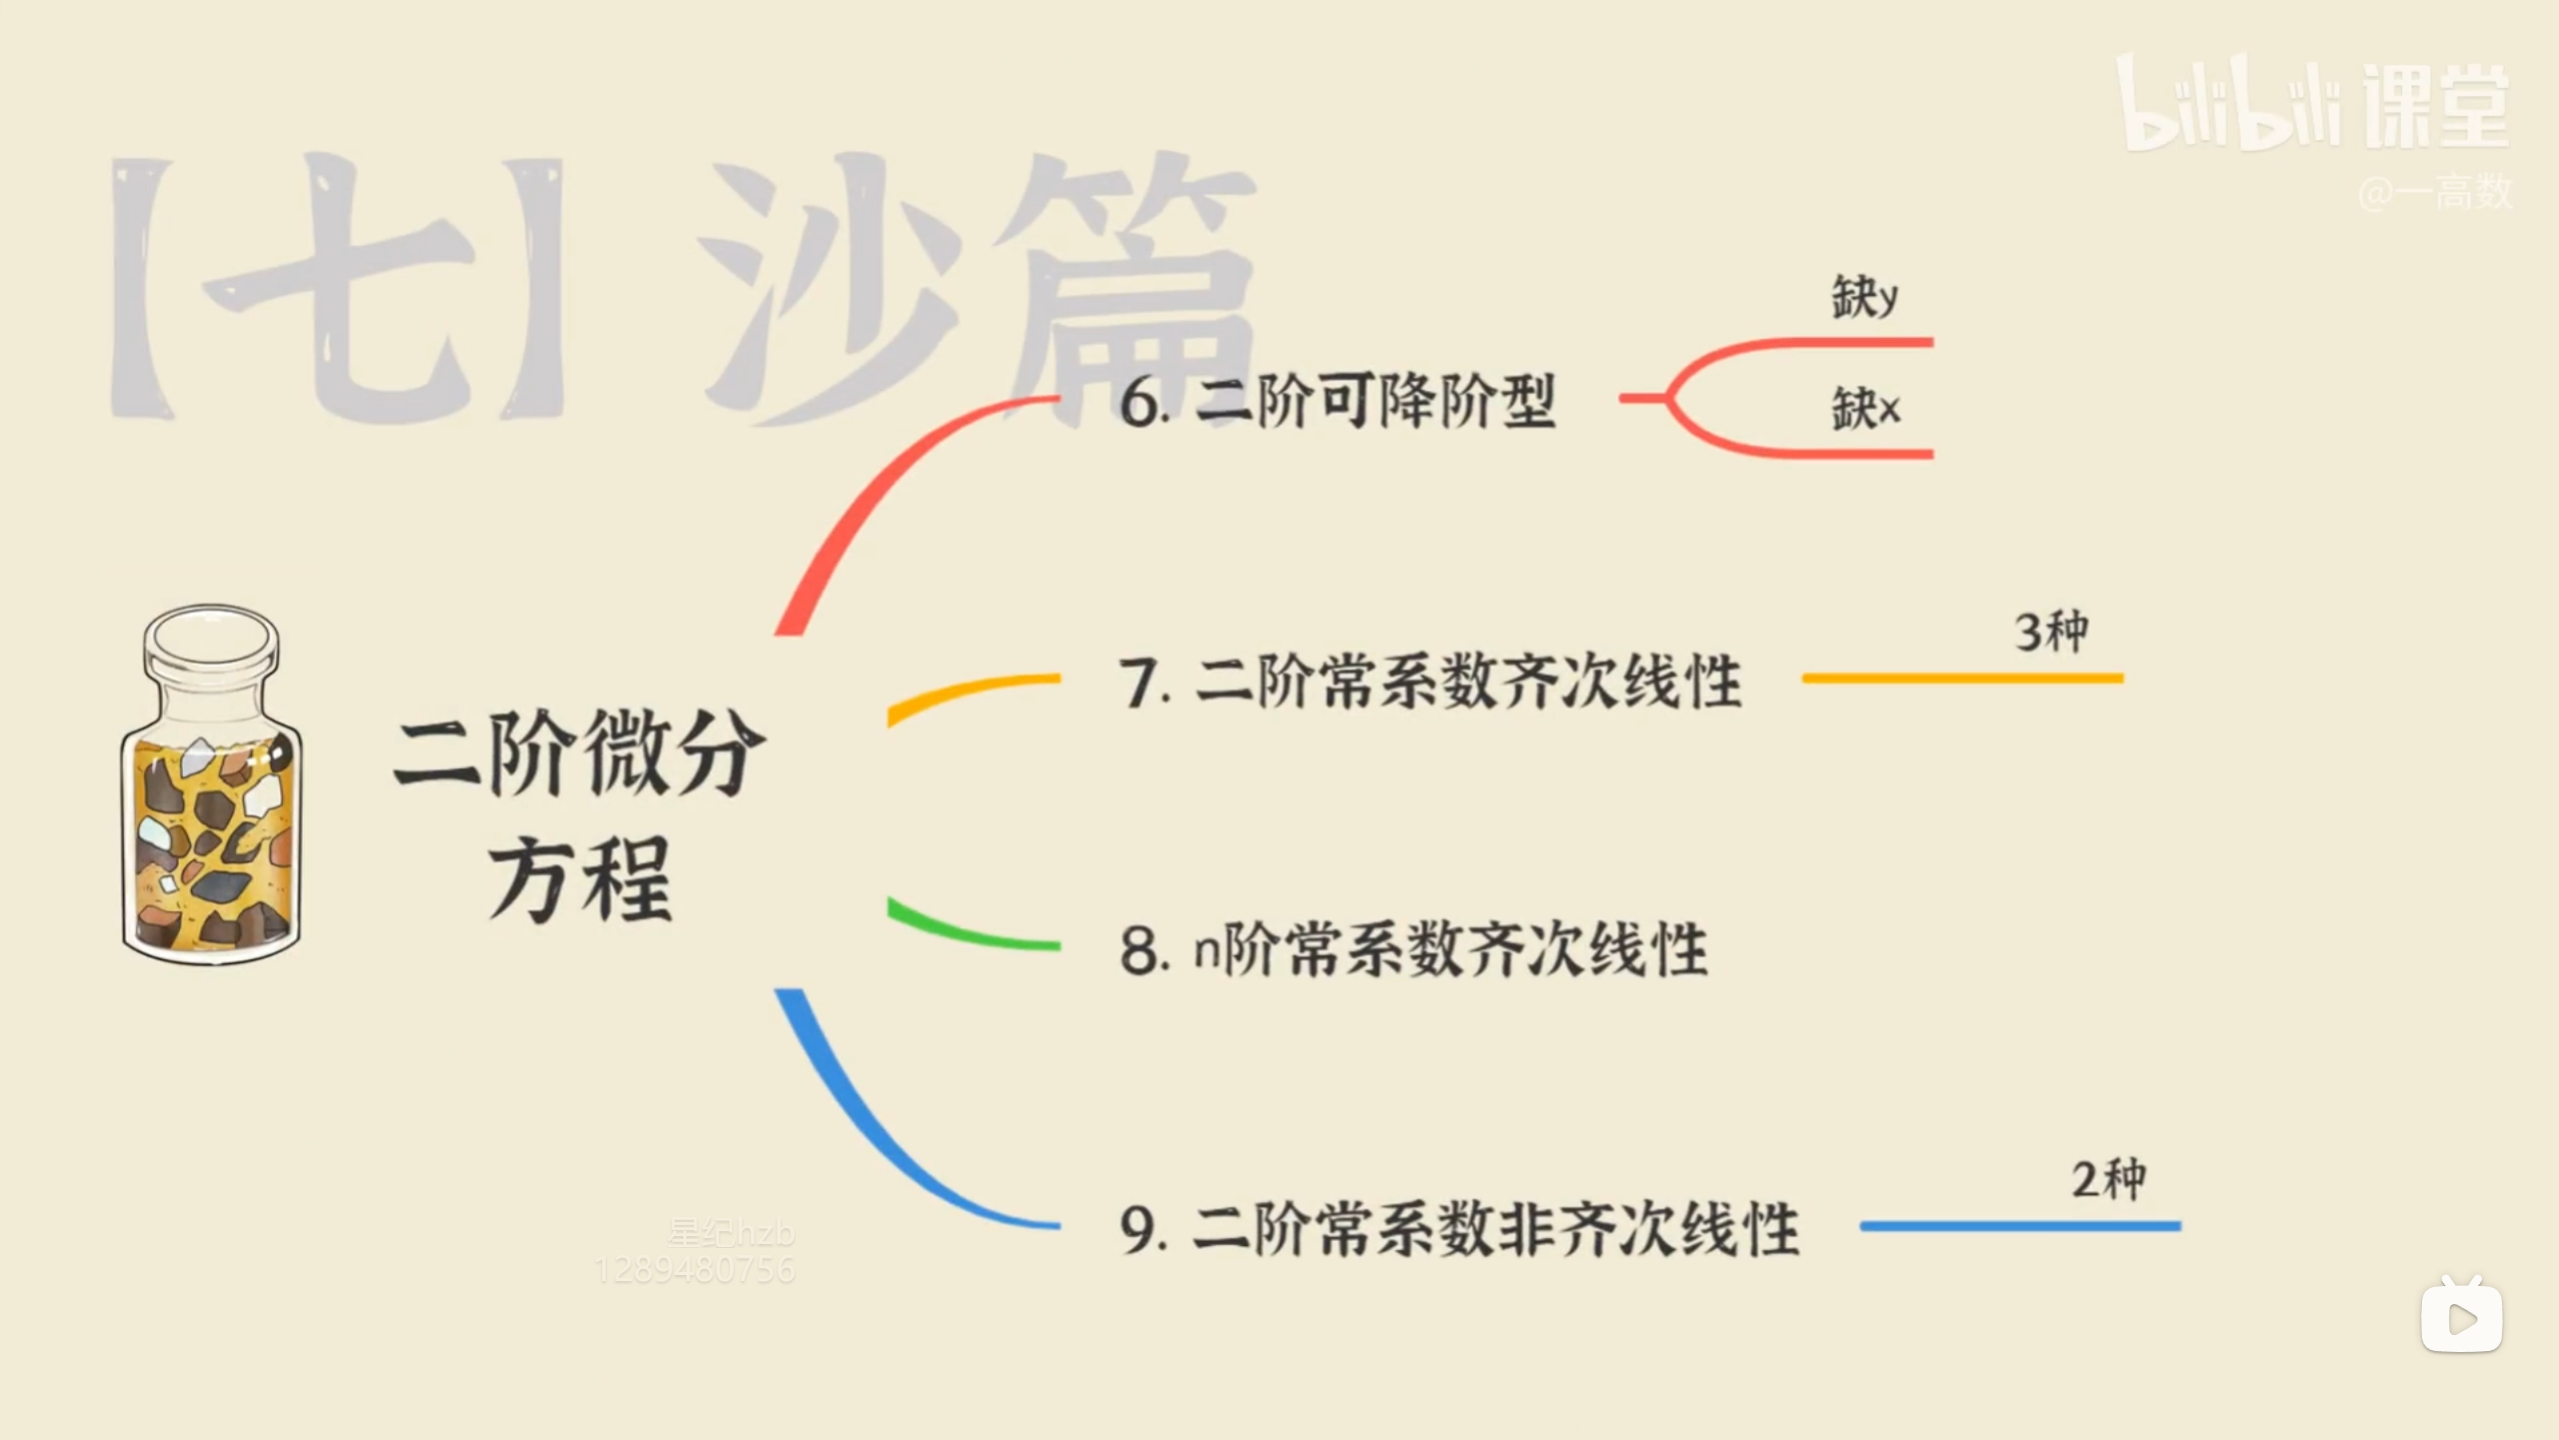 bilibili 课堂
@一高数
【七】沙篇
二阶微分
方程
6. 二阶可降阶型
缺y
缺x
7. 二阶常系数齐次线性
3种
8. n阶常系数齐次线性
9. 二阶常系数非齐次线性
2种
星纪hzb
1289480756